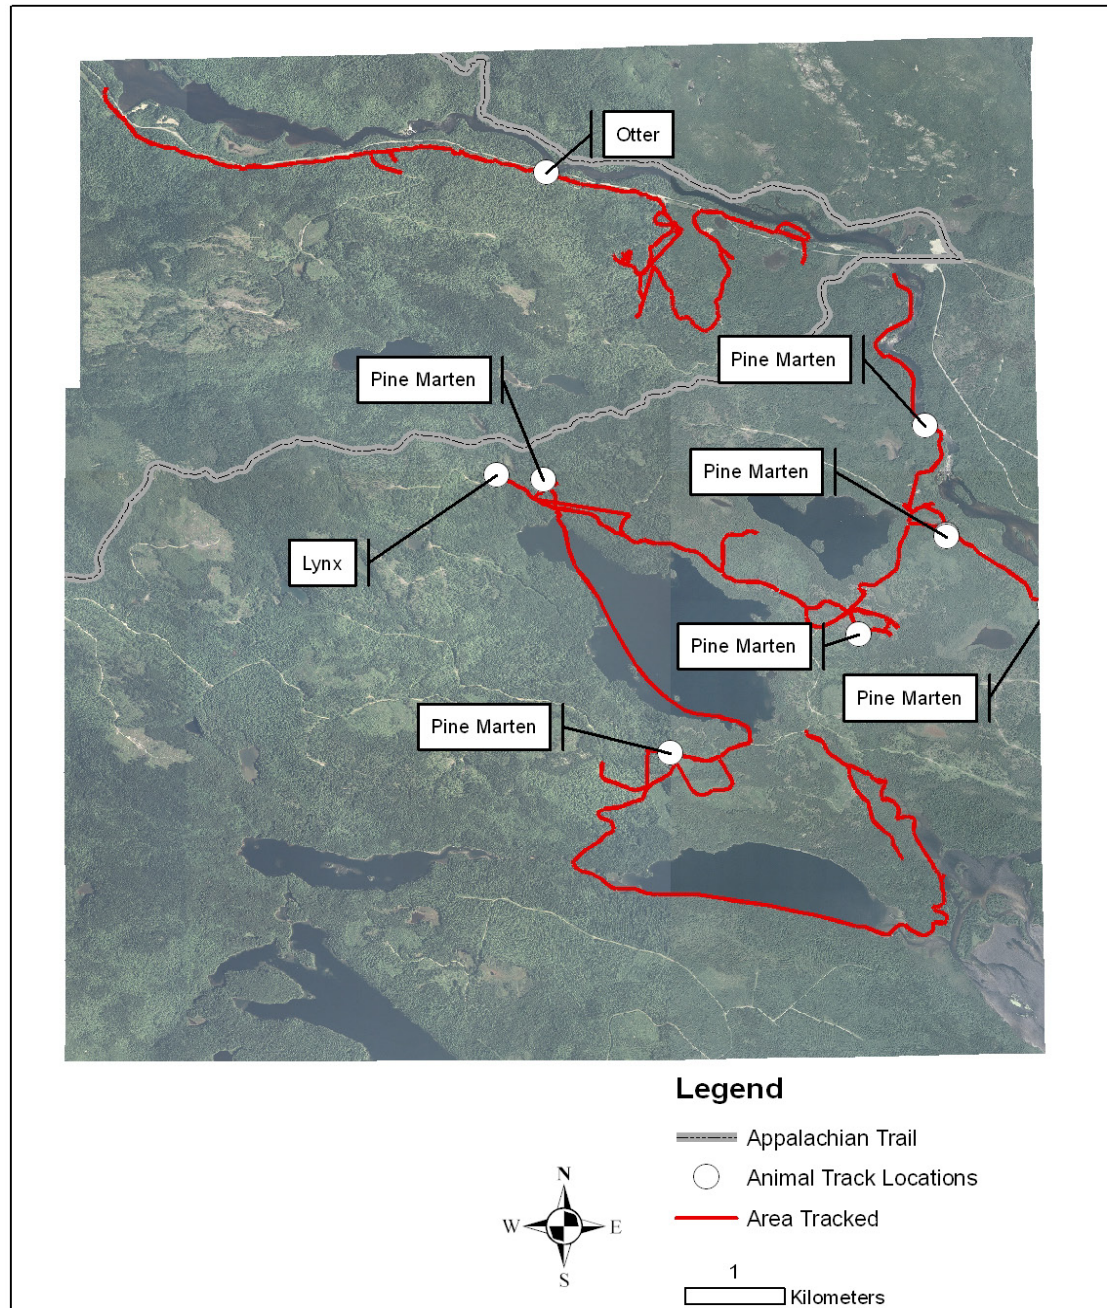 Otter
Pine Marten
Pine Marten
Pine Marten
Lynx
Pine Marten
Pine Marten
Pine Marten
Legend
Appalachian Trail
Animal Track Locations
Area Tracked
N
W
E
S
1
Kilometers